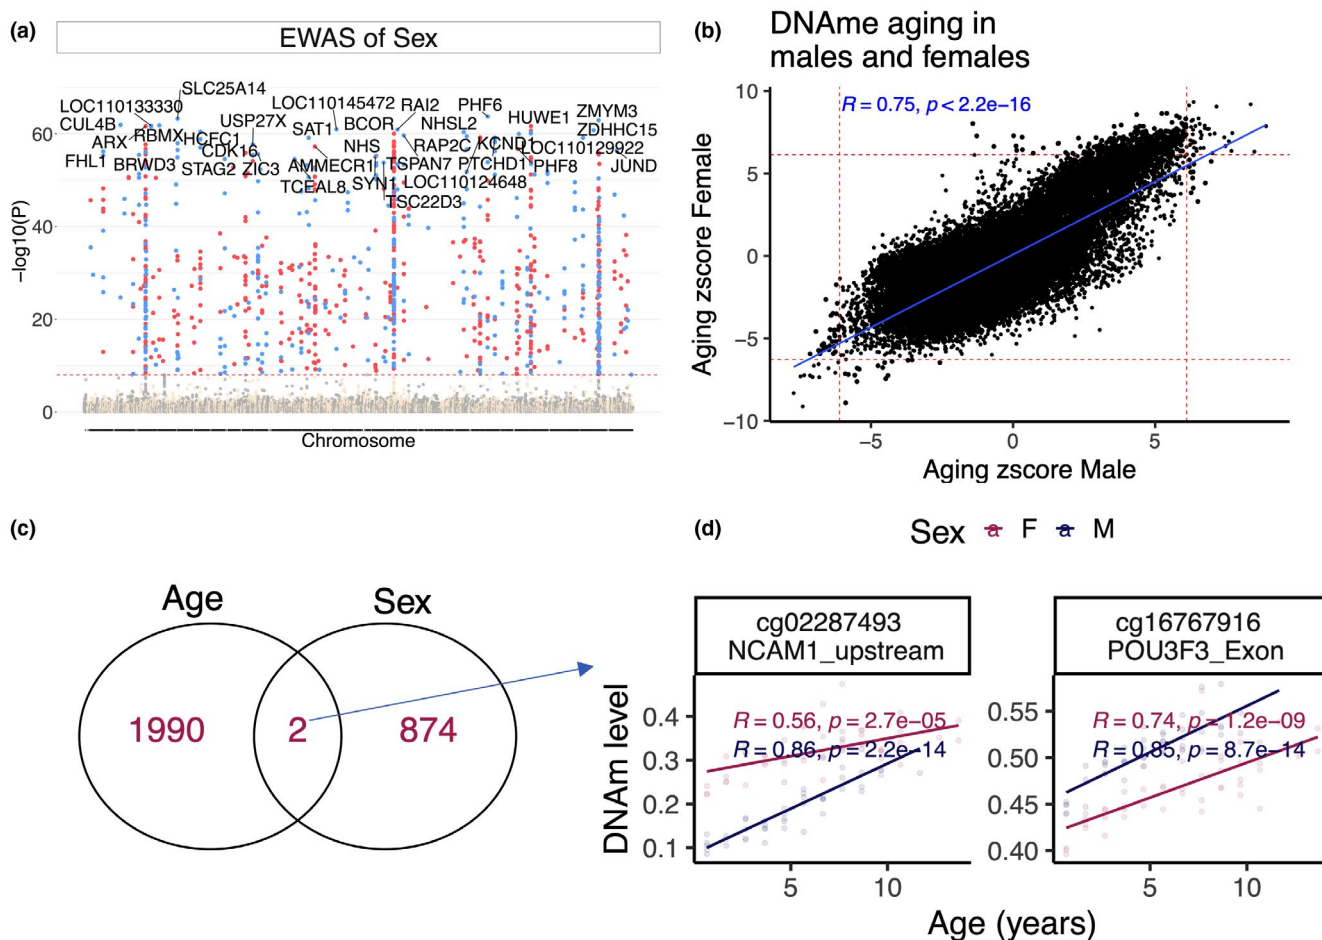 (a)
EWAS of Sex
−log10(P)
60
40
20
0
SLC25A14
LOC110133330
CUL4B
ARX
RBMX
HCFC1
USP27X
CDK16
FHL1
BRWD3
STAG2
ZIC3
LOC110145472
SAT1
BCOR
RAI2
NHS
AMMECR1
TCEAL8
SYN1
TSPAN7
TSC22D3
NHSL2
PHF6
RAP2C
KCND1
PTCHD1
LOC110124648
HUWE1
ZMYM3
ZDHHC15
LOC110129922
PHF8
JUND
Chromosome
(b)
DNAme aging in
males and females
R = 0.75, p < 2.2e−16
Aging zscore Female
10
5
0
−5
−10
−5
0
5
Aging zscore Male
(c)
Age
Sex
1990
2
874
(d)
Sex a F a M
cg02287493
NCAM1_upstream
R = 0.56, p = 2.7e−05
R = 0.86, p = 2.2e−14
DNAm level
0.4
0.3
0.2
0.1
5
10
cg16767916
POU3F3_Exon
R = 0.74, p = 1.2e−09
R = 0.85, p = 8.7e−14
0.55
0.50
0.45
0.40
5
10
Age (years)